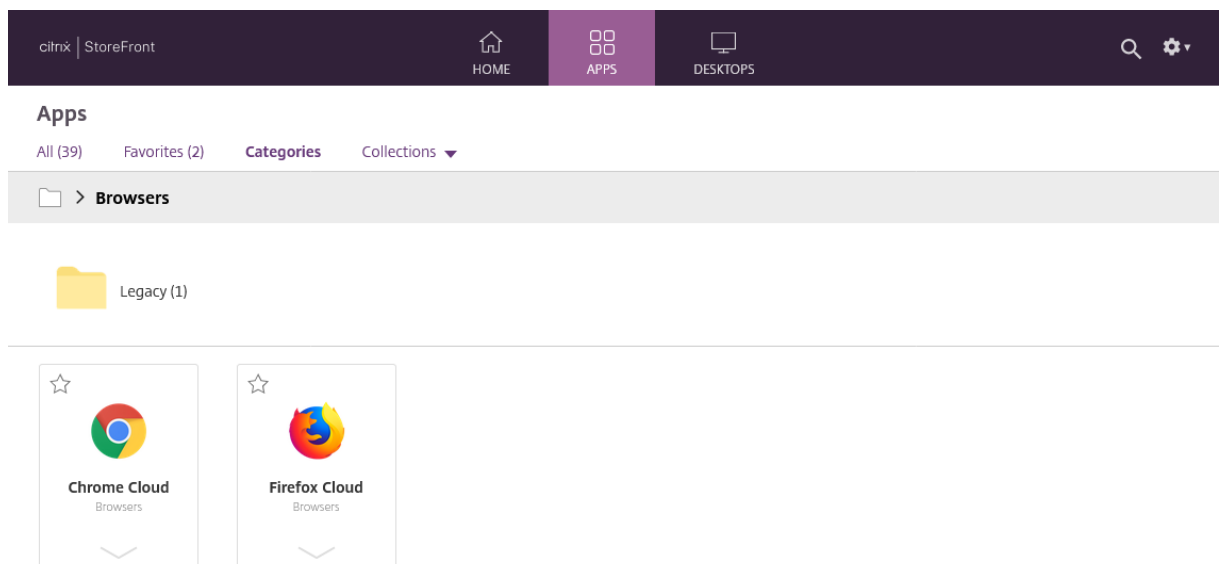 citrix | StoreFront
HOME
APPS
DESKTOPS
Apps
All (39)
Favorites (2)
Categories
Collections
Browsers
Legacy (1)
Chrome Cloud
Browsers
Firefox Cloud
Browsers